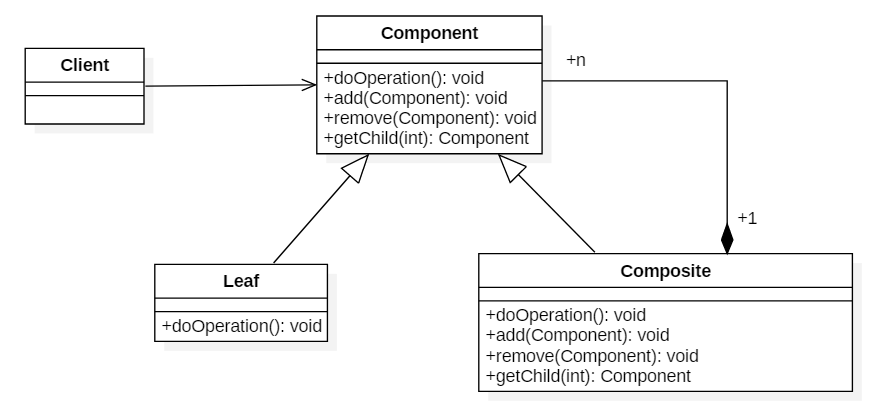 Component
+doOperation(): void
+add(Component): void
+remove(Component): void
+getChild(int): Component
Client
+n
+1
Leaf
+doOperation(): void
Composite
+doOperation(): void
+add(Component): void
+remove(Component): void
+getChild(int): Component